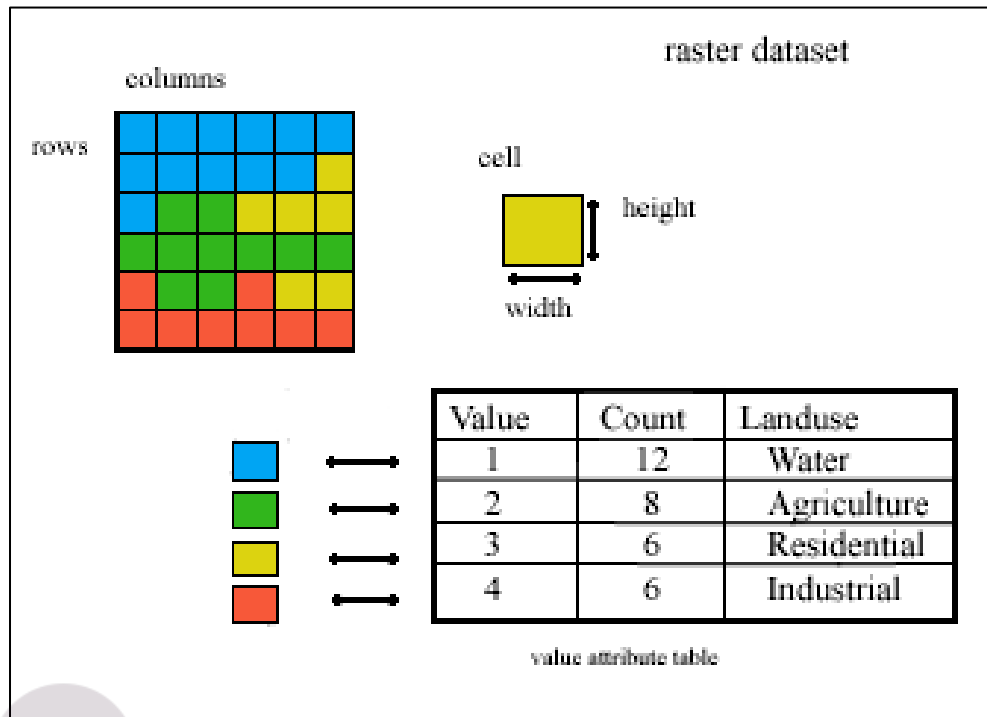 raster dataset
columns
rows
cell
height
width
Value Count Landuse
1 12 Water
2 8 Agriculture
3 6 Residential
4 6 Industrial
value attribute table